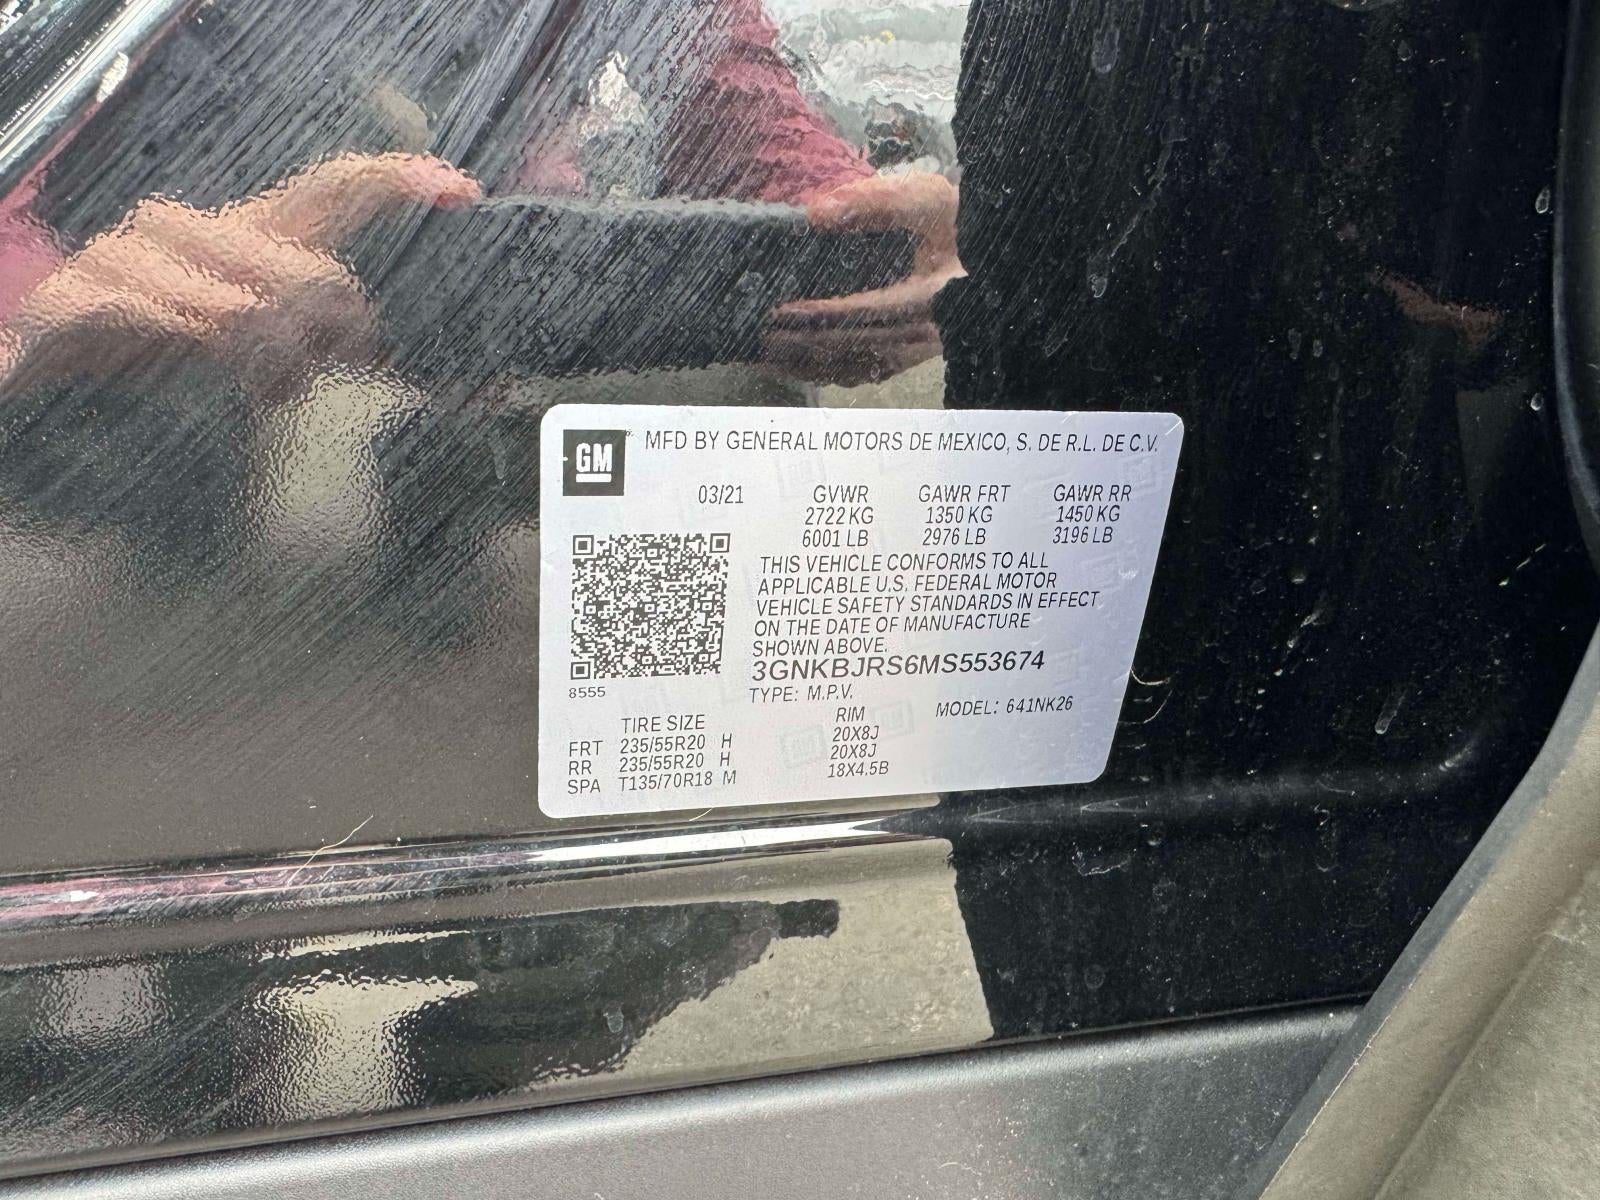 GM
MFD BY GENERAL MOTORS DE MEXICO, S. DE R.L. DE C.V.
03/21 GVWR GAWR FRT GAWR RR
2722 KG 1350 KG 1450 KG
6001 LB 2976 LB 3196 LB
THIS VEHICLE CONFORMS TO ALL
APPLICABLE U.S. FEDERAL MOTOR
VEHICLE SAFETY STANDARDS IN EFFECT
ON THE DATE OF MANUFACTURE
SHOWN ABOVE.
3GNKBJRS6MS553674
8555 TYPE: M.P.V. MODEL: 641NK26
TIRE SIZE RIM
FRT 235/55R20 H 20X8J
RR 235/55R20 H 20X8J
SPA T135/70R18 M 18X4.5B